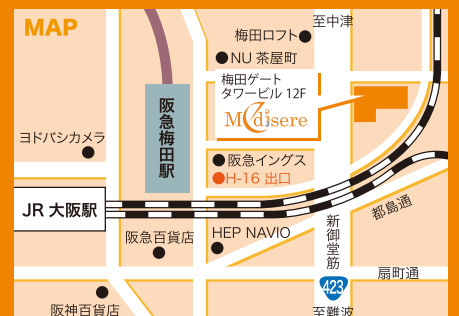 MAP
至中津
梅田ロフト
NU 茶屋町
梅田ゲート
タワービル 12F
Medisere
阪急梅田駅
ヨドバシカメラ
阪急イングス
H-16 出口
JR 大阪駅
都島通
新御堂筋
HEP NAVIO
阪急百貨店
扇町通
423
阪神百貨店
至難波